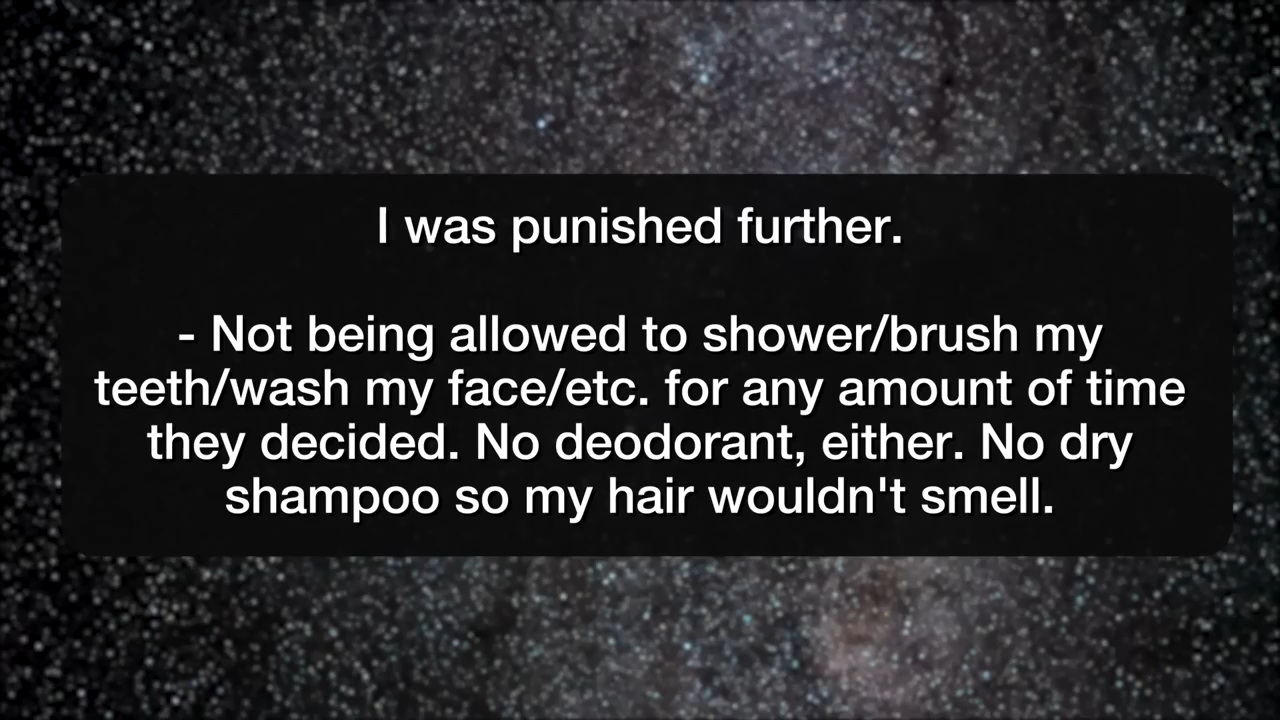 I was punished further.
- Not being allowed to shower/brush my
teeth/wash my face/etc. for any amount of time
they decided. No deodorant, either. No dry
shampoo so my hair wouldn't smell.